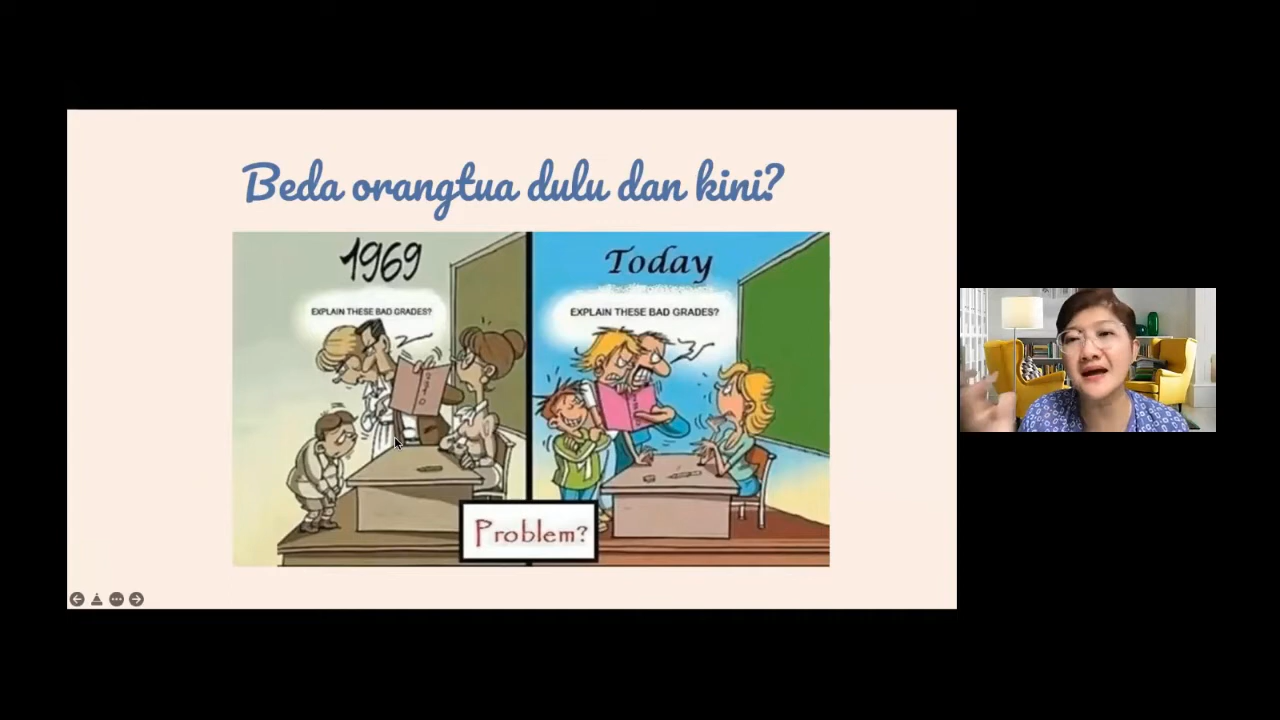 Beda orangtua dulu dan kini?
1969
EXPLAIN THESE BAD GRADES?
Today
EXPLAIN THESE BAD GRADES?
Problem?